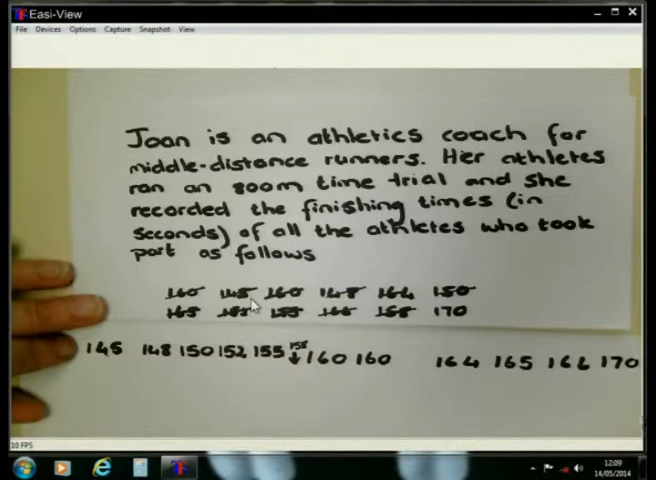 Easi-View
File Devices Options Capture Snapshot View
Joan is an athletics coach for
middle-distance runners. Her athletes
ran an 800m time trial and she
recorded the finishing times (in
seconds) of all the athletes who took
part as follows
160 145 160 148 164 150
165 155 170
145 148 150 152 155 158 160 160 164 165 166 170
10 FPS
12:09
14/05/2014